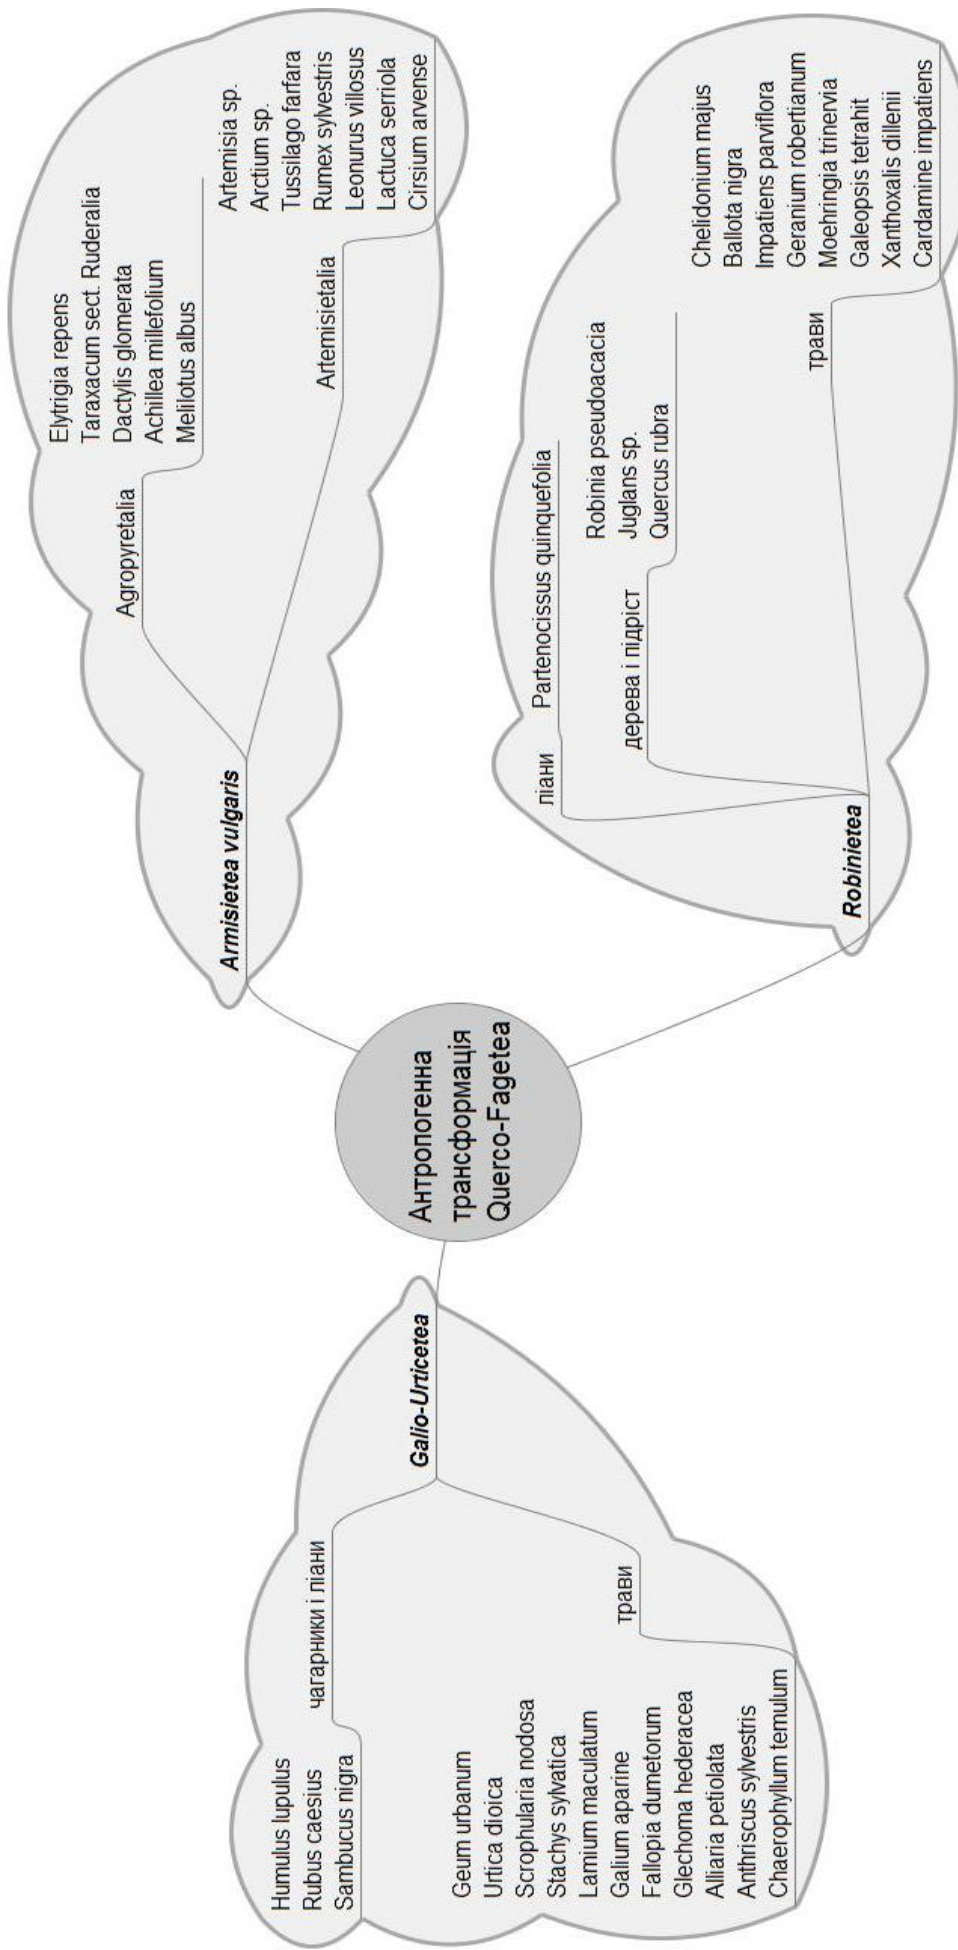 Антропогенна
трансформація
Querco-Fagetea
Galio-Urticetea
чагарники і ліани
Humulus lupulus
Rubus caesius
Sambucus nigra
трави
Geum urbanum
Urtica dioica
Scrophularia nodosa
Stachys sylvatica
Lamium maculatum
Galium aparine
Fallopia dumetorum
Glechoma hederacea
Alliaria petiolata
Anthriscus sylvestris
Chaerophyllum temulum
Armisietea vulgaris
Agropyretalia
Elytrigia repens
Taraxacum sect. Ruderalia
Dactylis glomerata
Achillea millefolium
Melilotus albus
Artemisietalia
Artemisia sp.
Arctium sp.
Tussilago farfara
Rumex sylvestris
Leonurus villosus
Lactuca serriola
Cirsium arvense
Robinietea
ліани
Partenocissus quinquefolia
дерева і підріст
Robinia pseudoacacia
Juglans sp.
Quercus rubra
трави
Chelidonium majus
Ballota nigra
Impatiens parviflora
Geranium robertianum
Moehringia trinervia
Galeopsis tetrahit
Xanthoxalis dillenii
Cardamine impatiens